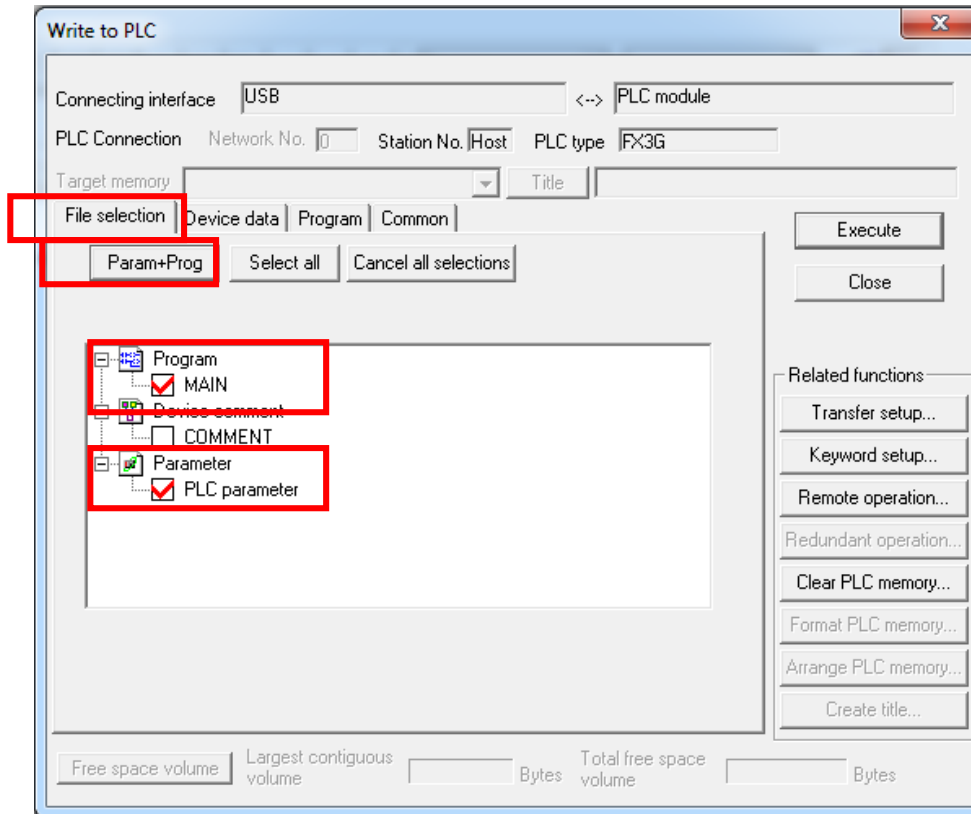 Write to PLC
Connecting interface USB <--> PLC module
PLC Connection Network No. 0 Station No. Host PLC type FX3G
Target memory Title
File selection Device data Program Common
Execute
Param+Prog Select all Cancel all selections
Close
Program
MAIN
Device comment
COMMENT
Parameter
PLC parameter
Related functions
Transfer setup...
Keyword setup...
Remote operation...
Redundant operation...
Clear PLC memory...
Format PLC memory...
Arrange PLC memory...
Create title...
Free space volume Largest contiguous volume Bytes Total free space volume Bytes